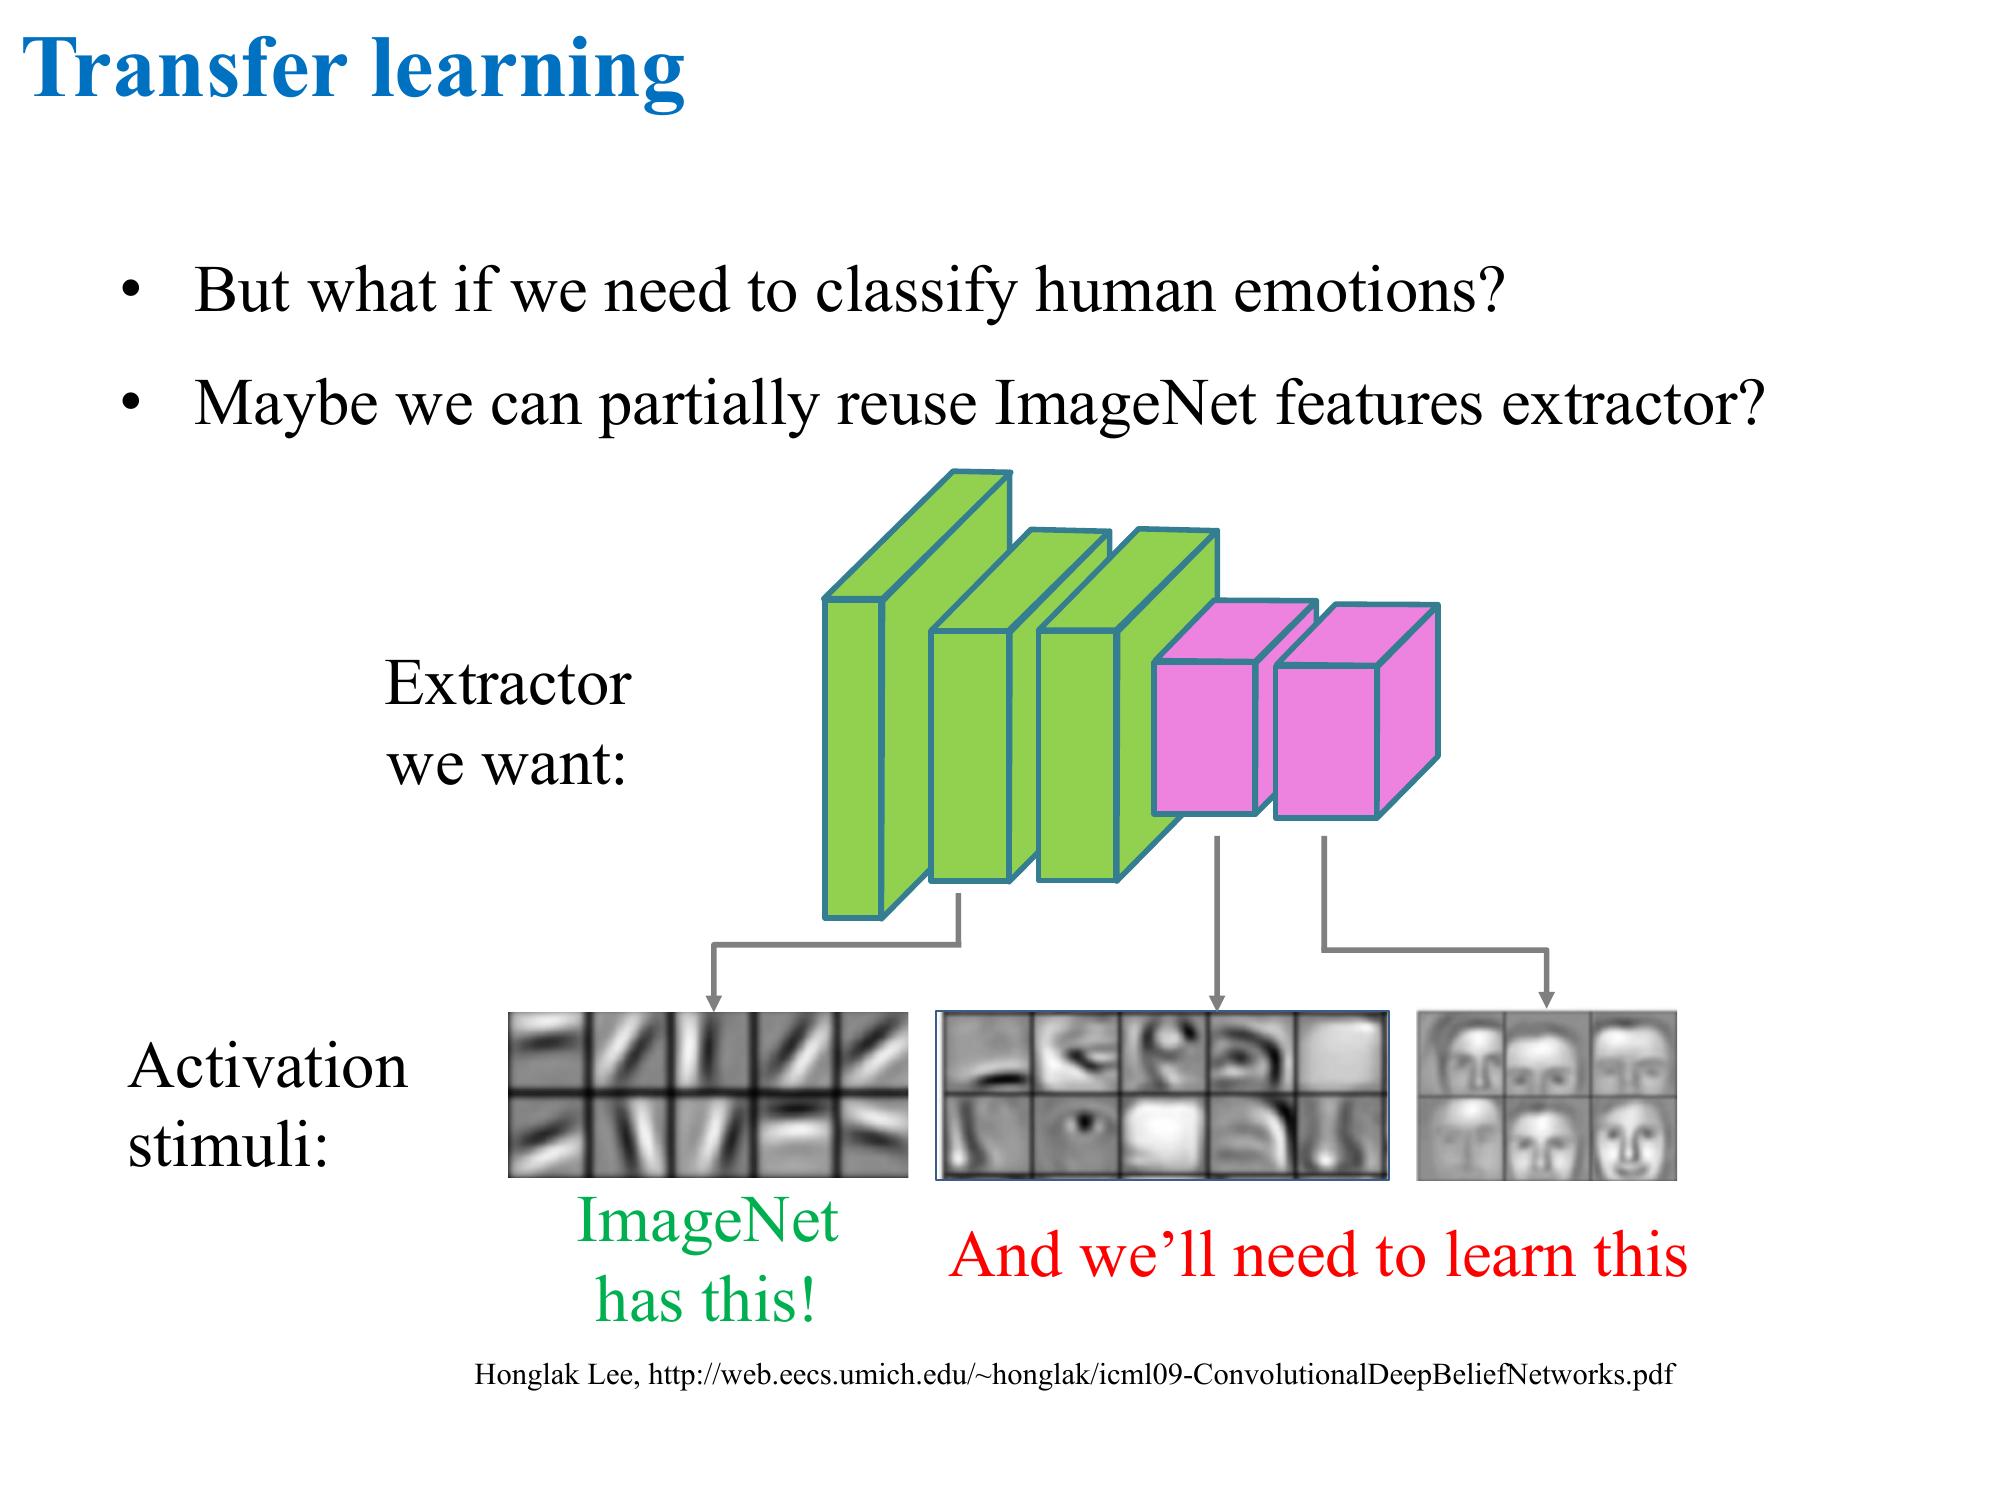 Transfer learning
• But what if we need to classify human emotions?
• Maybe we can partially reuse ImageNet features extractor?
Extractor
we want:
Activation
stimuli:
ImageNet
has this!
And we’ll need to learn this
Honglak Lee, http://web.eecs.umich.edu/~honglak/icml09-ConvolutionalDeepBeliefNetworks.pdf